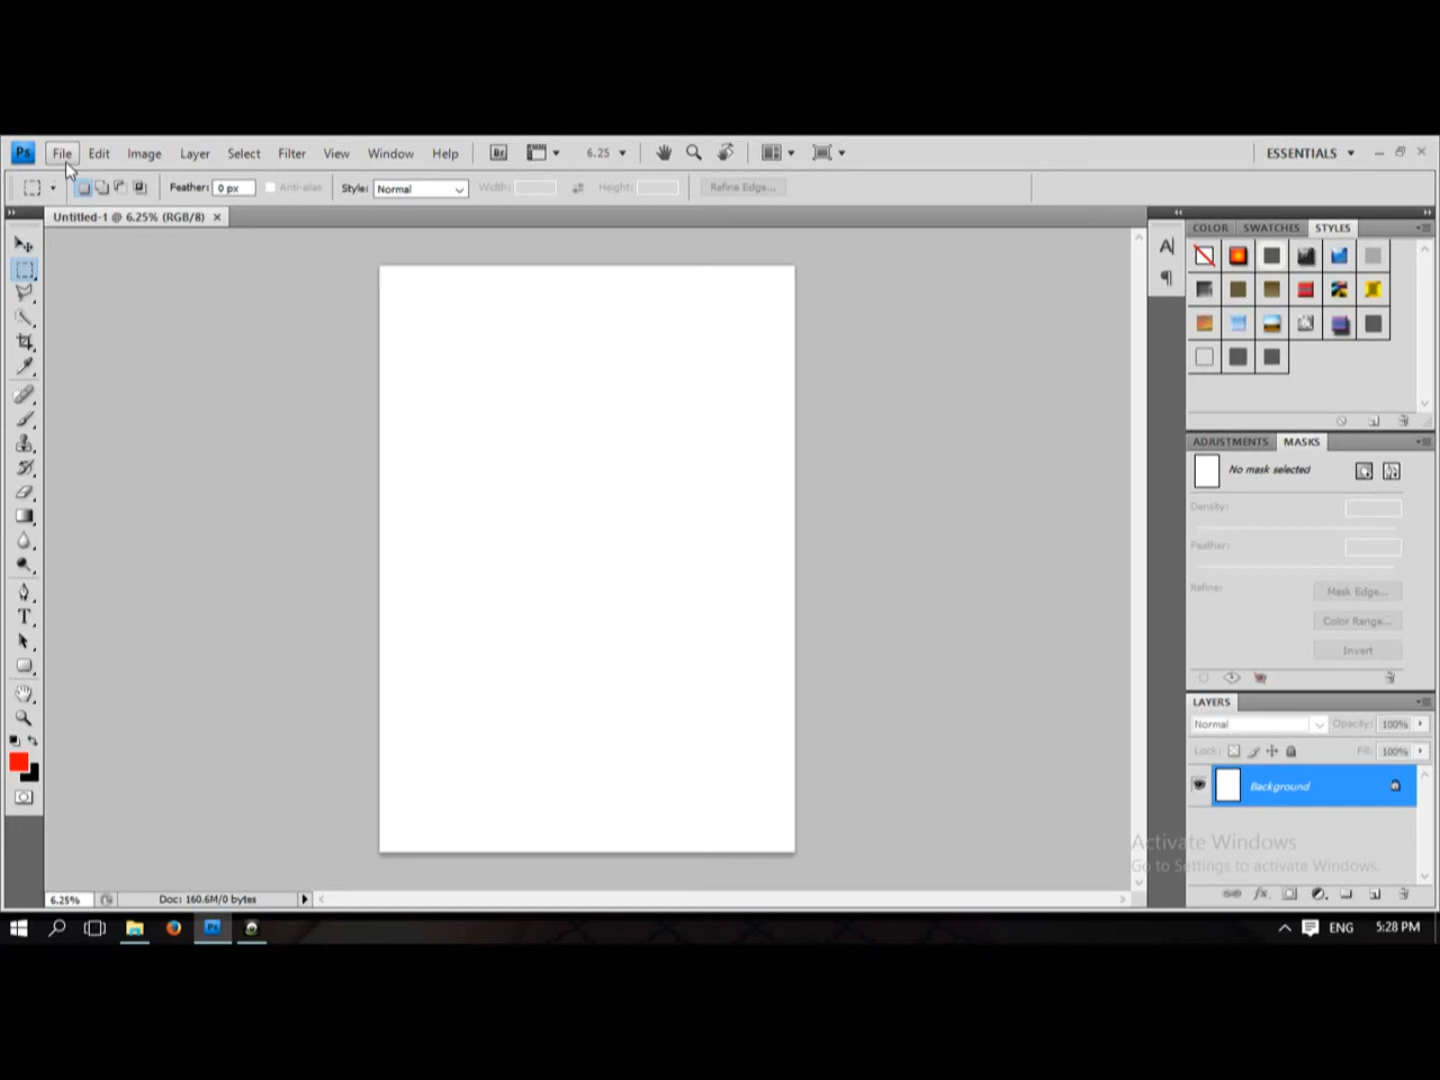 Ps File Edit Image Layer Select Filter View Window Help Br 6.25 ESSENTIALS
Feather: 0 px Anti-alias Style: Normal Width: Height: Refine Edge...
Untitled-1 @ 6.25% (RGB/8)
COLOR SWATCHES STYLES
A
ADJUSTMENTS MASKS
No mask selected
Density:
Feather:
Refine: Mask Edge...
Color Range...
Invert
T
LAYERS
Normal Opacity: 100%
Lock: Fill: 100%
Background
Activate Windows
Go to Settings to activate Windows.
6.25% Doc: 160.6M/0 bytes
fx.
Ps ENG 5:28 PM